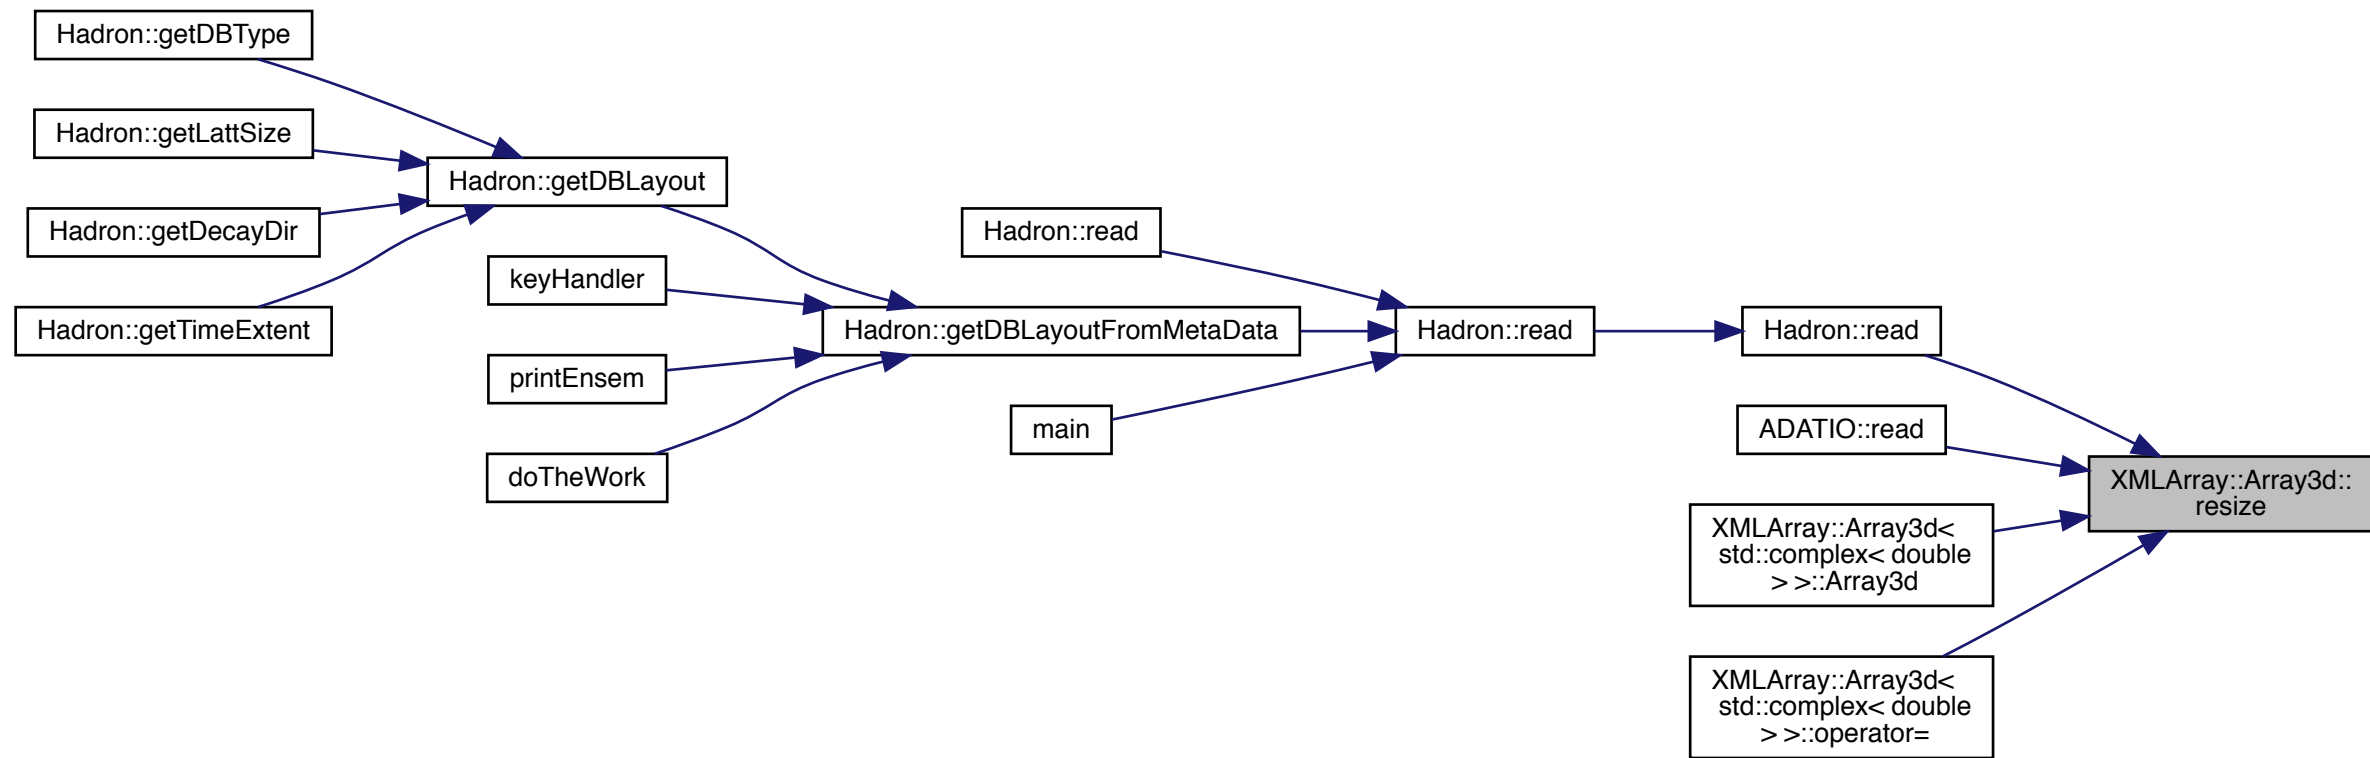 Hadron::getDBType
Hadron::getLattSize
Hadron::getDBLayout
Hadron::getDecayDir
Hadron::read
keyHandler
Hadron::getTimeExtent
Hadron::getDBLayoutFromMetaData
Hadron::read
Hadron::read
printEnsem
main
ADATIO::read
doTheWork
XMLArray::Array3d::
resize
XMLArray::Array3d<
std::complex< double
> >::Array3d
XMLArray::Array3d<
std::complex< double
> >::operator=